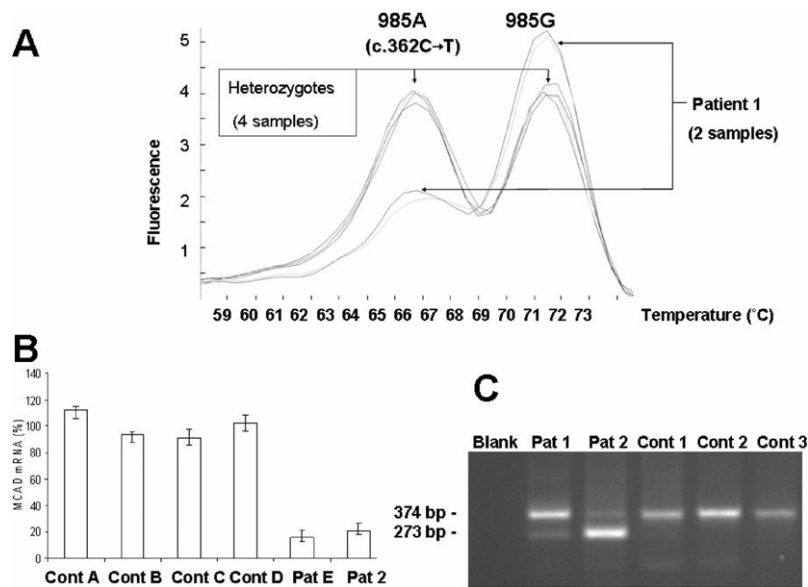 A
985A
(c.362C→T)
985G
Heterozygotes
(4 samples)
Patient 1
(2 samples)
Fluorescence
5
4
3
2
1
59 60 61 62 63 64 65 66 67 68 69 70 71 72 73
Temperature (°C)
B
MCAD mRNA (%)
140
120
100
80
60
40
20
0
Cont A Cont B Cont C Cont D Pat E Pat 2
C
Blank Pat 1 Pat 2 Cont 1 Cont 2 Cont 3
374 bp -
273 bp -